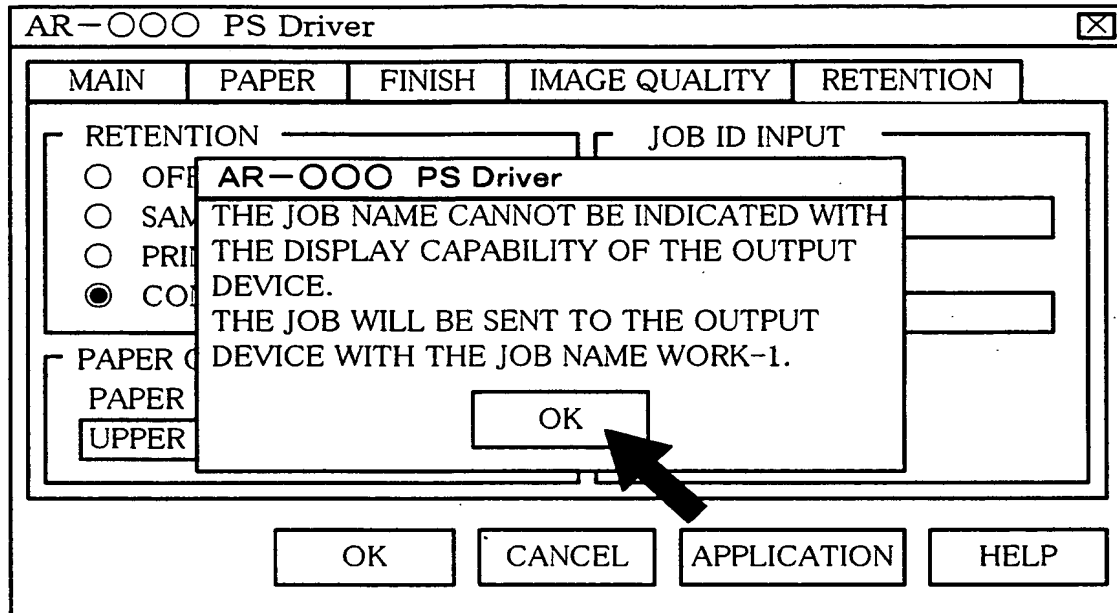 AR-○○○ PS Driver
MAIN PAPER FINISH IMAGE QUALITY RETENTION
RETENTION
JOB ID INPUT
AR-○○○ PS Driver
THE JOB NAME CANNOT BE INDICATED WITH
THE DISPLAY CAPABILITY OF THE OUTPUT
DEVICE.
THE JOB WILL BE SENT TO THE OUTPUT
DEVICE WITH THE JOB NAME WORK-1.
OK
PAPER
PAPER
UPPER
OK CANCEL APPLICATION HELP